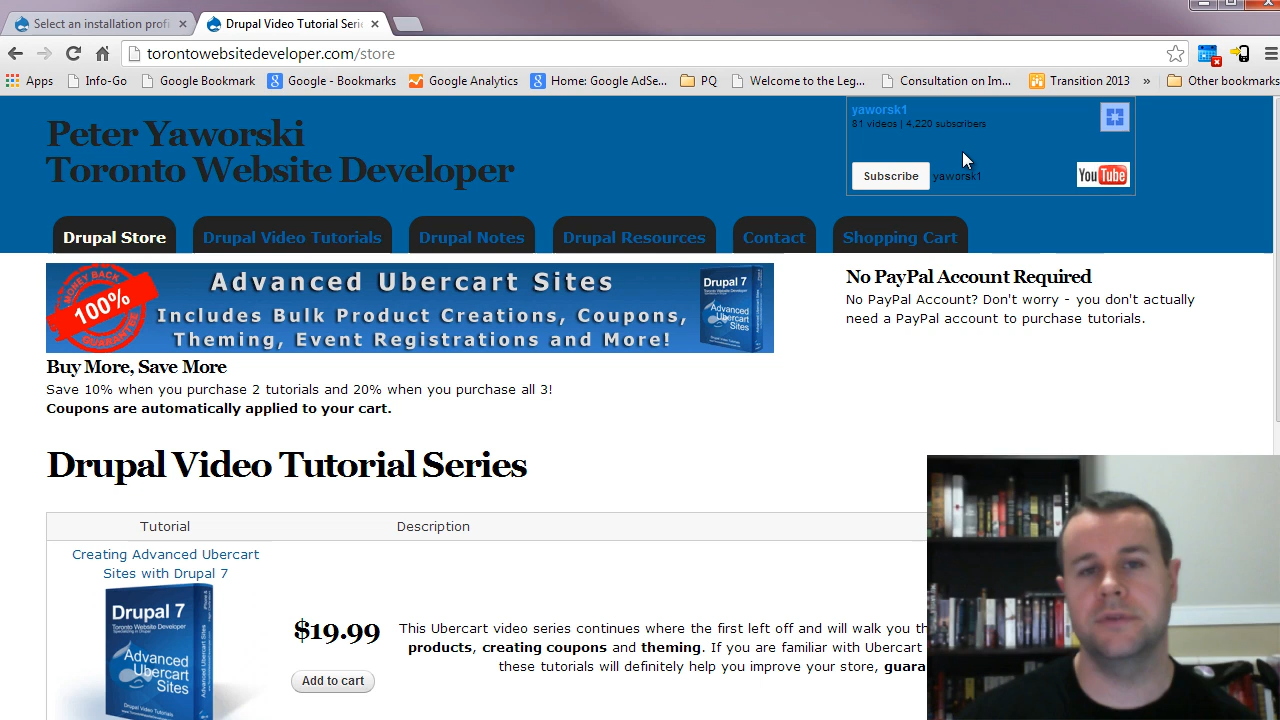 Select an installation profi
Drupal Video Tutorial Serie
torontowebsitedeveloper.com/store
Apps
Info-Go
Google Bookmark
Google - Bookmarks
Google Analytics
Home: Google AdSe...
PQ
Welcome to the Leg...
Consultation on Im...
Transition 2013
»
Other bookmarks
Peter Yaworski
Toronto Website Developer
yaworsk1
81 videos | 4,220 subscribers
Subscribe
yaworsk1
YouTube
Drupal Store
Drupal Video Tutorials
Drupal Notes
Drupal Resources
Contact
Shopping Cart
MONEY BACK
100%
GUARANTEE
Advanced Ubercart Sites
Includes Bulk Product Creations, Coupons,
Theming, Event Registrations and More!
Drupal 7
Advanced
Ubercart
Sites
No PayPal Account Required
No PayPal Account? Don't worry - you don't actually
need a PayPal account to purchase tutorials.
Buy More, Save More
Save 10% when you purchase 2 tutorials and 20% when you purchase all 3!
Coupons are automatically applied to your cart.
Drupal Video Tutorial Series
Tutorial
Description
Creating Advanced Ubercart
Sites with Drupal 7
Drupal 7
Toronto Website Developer
Specializing in Drupal
Advanced
Ubercart
Sites
Drupal Video Tutorials
$19.99
Add to cart
This Ubercart video series continues where the first left off and will walk you th
products, creating coupons and theming. If you are familiar with Ubercart
these tutorials will definitely help you improve your store, guara